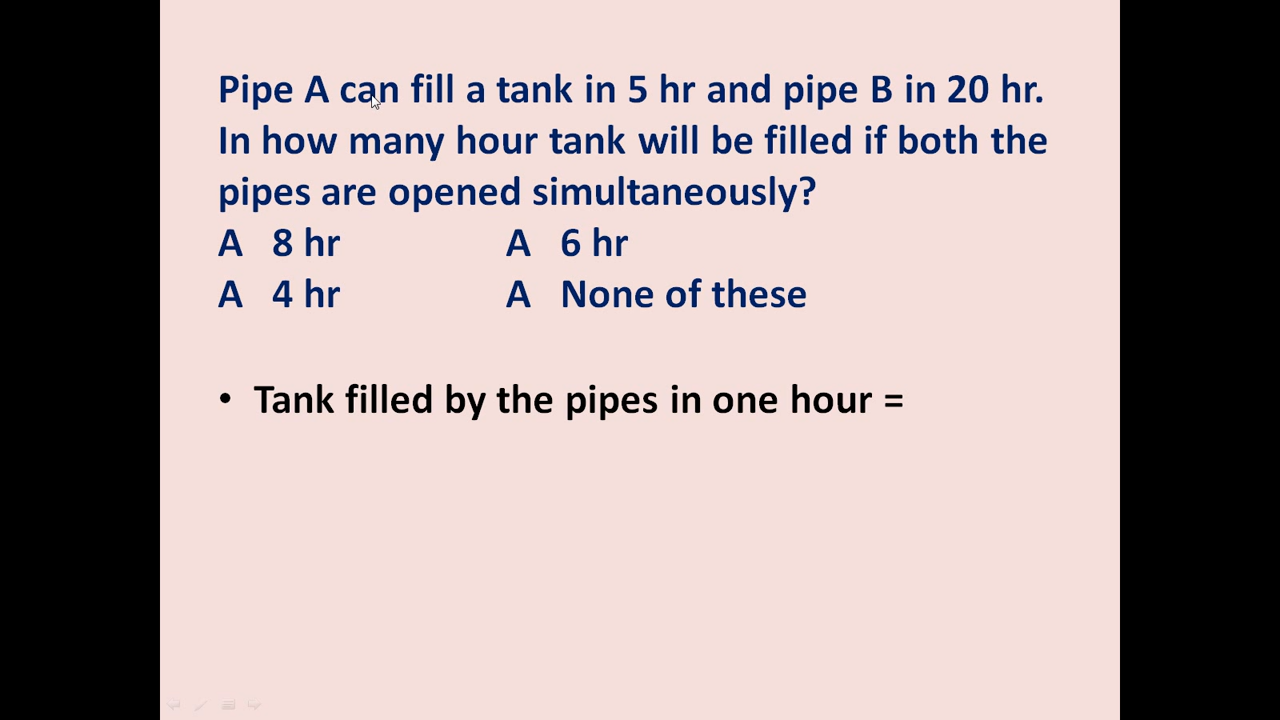 Pipe A can fill a tank in 5 hr and pipe B in 20 hr.
In how many hour tank will be filled if both the
pipes are opened simultaneously?
A 8 hr A 6 hr
A 4 hr A None of these
• Tank filled by the pipes in one hour =